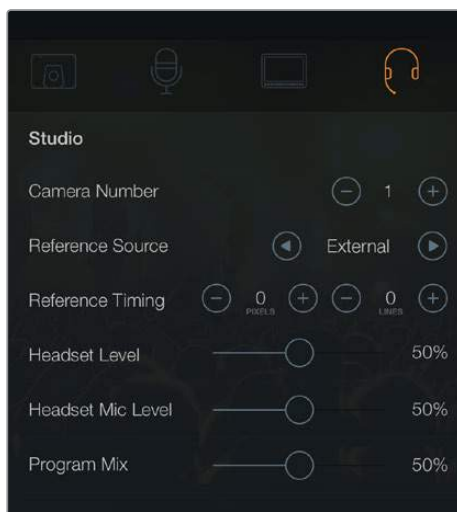 Studio
Camera Number 1
Reference Source External
Reference Timing 0 PIXELS 0 LINES
Headset Level 50%
Headset Mic Level 50%
Program Mix 50%